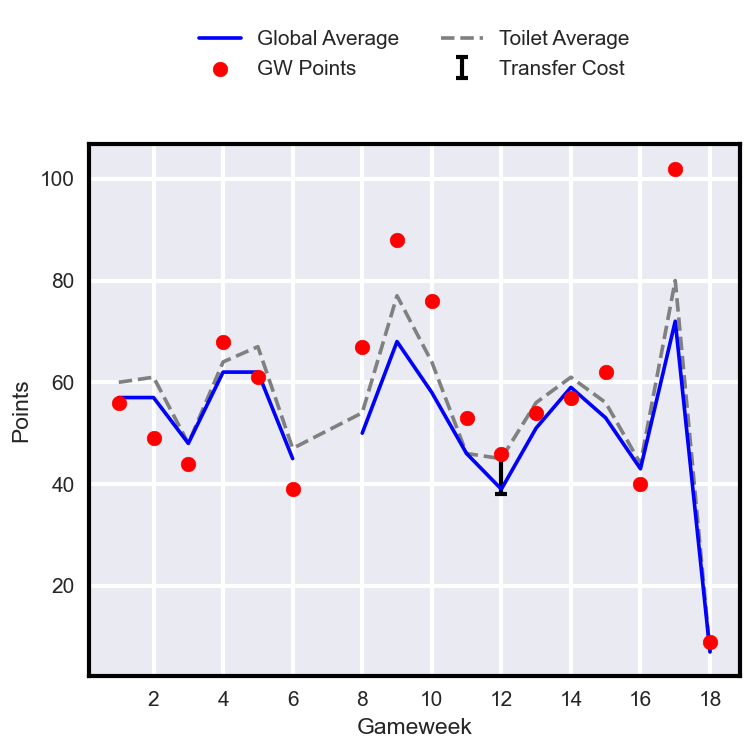 Global Average Toilet Average
GW Points Transfer Cost
100
80
60
40
20
Points
2 4 6 8 10 12 14 16 18
Gameweek